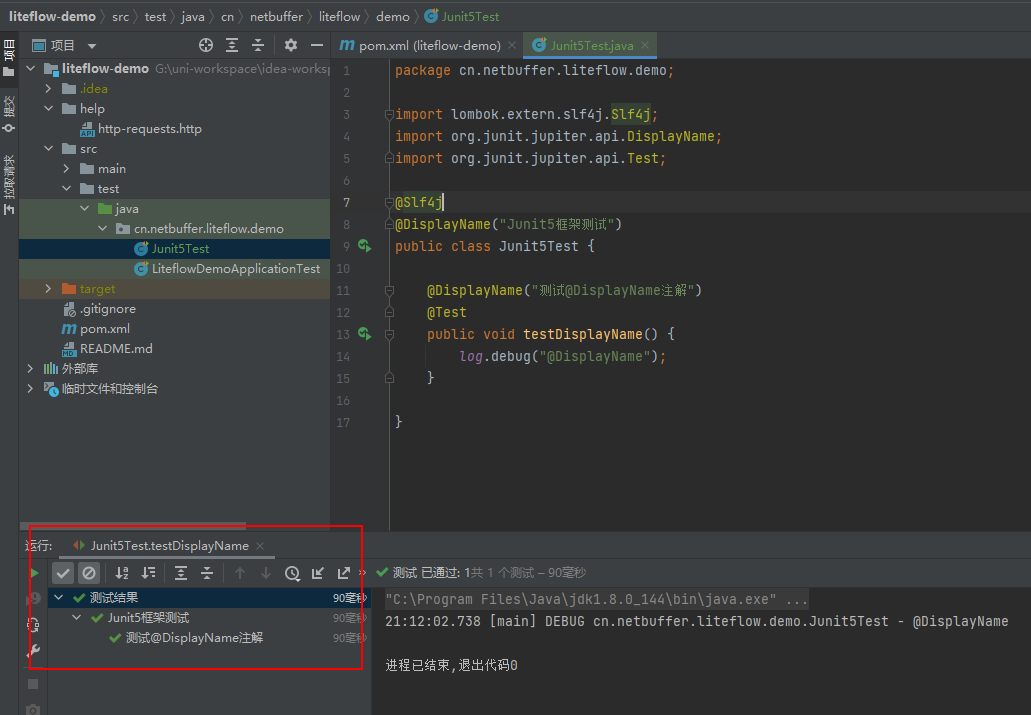 liteflow-demo src test java cn netbuffer liteflow demo Junit5Test
项目
提交
拉取请求
项目
liteflow-demo G:\uni-workspace\idea-worksp
.idea
help
http-requests.http
src
main
test
java
cn.netbuffer.liteflow.demo
Junit5Test
LiteflowDemoApplicationTest
target
.gitignore
pom.xml
README.md
外部库
临时文件和控制台
pom.xml (liteflow-demo) Junit5Test.java
1 package cn.netbuffer.liteflow.demo;
2
3 import lombok.extern.slf4j.Slf4j;
4 import org.junit.jupiter.api.DisplayName;
5 import org.junit.jupiter.api.Test;
6
7 @Slf4j
8 @DisplayName("Junit5框架测试")
9 public class Junit5Test {
10
11 @DisplayName("测试@DisplayName注解")
12 @Test
13 public void testDisplayName() {
14 log.debug("@DisplayName");
15 }
16
17 }
运行: Junit5Test.testDisplayName
» 测试 已通过: 1共 1 个测试 – 90毫秒
测试结果 90毫秒
Junit5框架测试 90毫秒
测试@DisplayName注解 90毫秒
"C:\Program Files\Java\jdk1.8.0_144\bin\java.exe" ...
21:12:02.738 [main] DEBUG cn.netbuffer.liteflow.demo.Junit5Test - @DisplayName
进程已结束,退出代码0